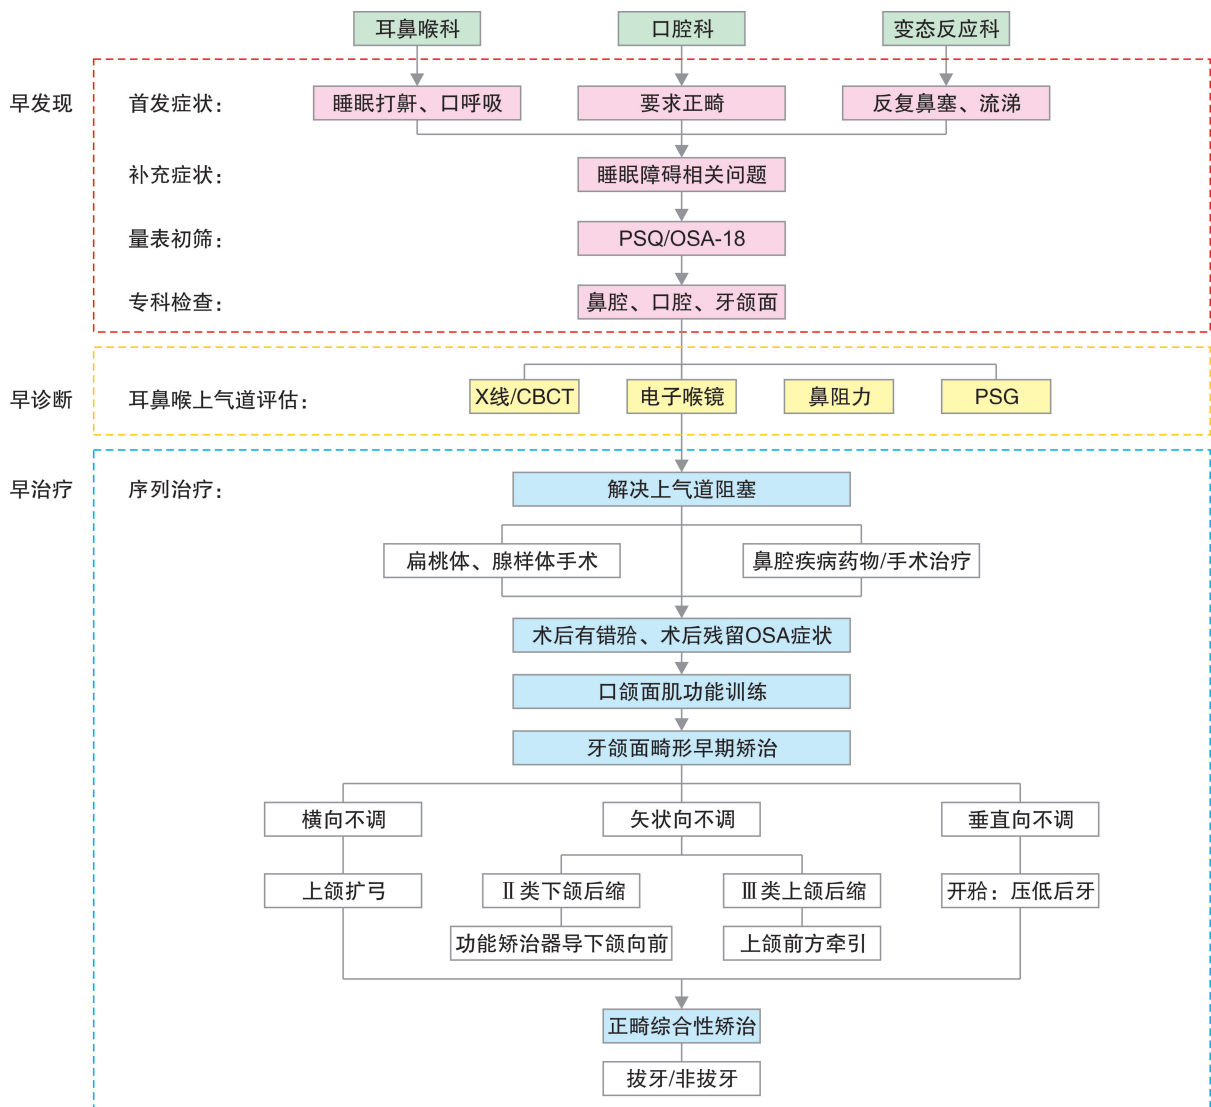 耳鼻喉科
口腔科
变态反应科
早发现
首发症状：
睡眠打鼾、口呼吸
要求正畸
反复鼻塞、流涕
补充症状：
睡眠障碍相关问题
量表初筛：
PSQ/OSA-18
专科检查：
鼻腔、口腔、牙颌面
早诊断
耳鼻喉上气道评估：
X线/CBCT
电子喉镜
鼻阻力
PSG
早治疗
序列治疗：
解决上气道阻塞
扁桃体、腺样体手术
鼻腔疾病药物/手术治疗
术后有错𬌗、术后残留OSA症状
口颌面肌功能训练
牙颌面畸形早期矫治
横向不调
矢状向不调
垂直向不调
上颌扩弓
Ⅱ类下颌后缩
Ⅲ类上颌后缩
开𬌗：压低后牙
功能矫治器导下颌向前
上颌前方牵引
正畸综合性矫治
拔牙/非拔牙